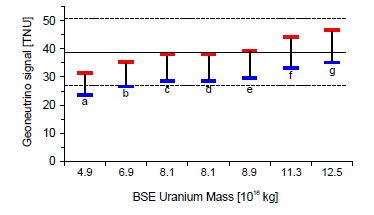 Geoneutrino signal [TNU]
50
40
30
20
10
0
a b c d e f g
4.9 6.9 8.1 8.1 8.9 11.3 12.5
BSE Uranium Mass [10¹⁶ kg]